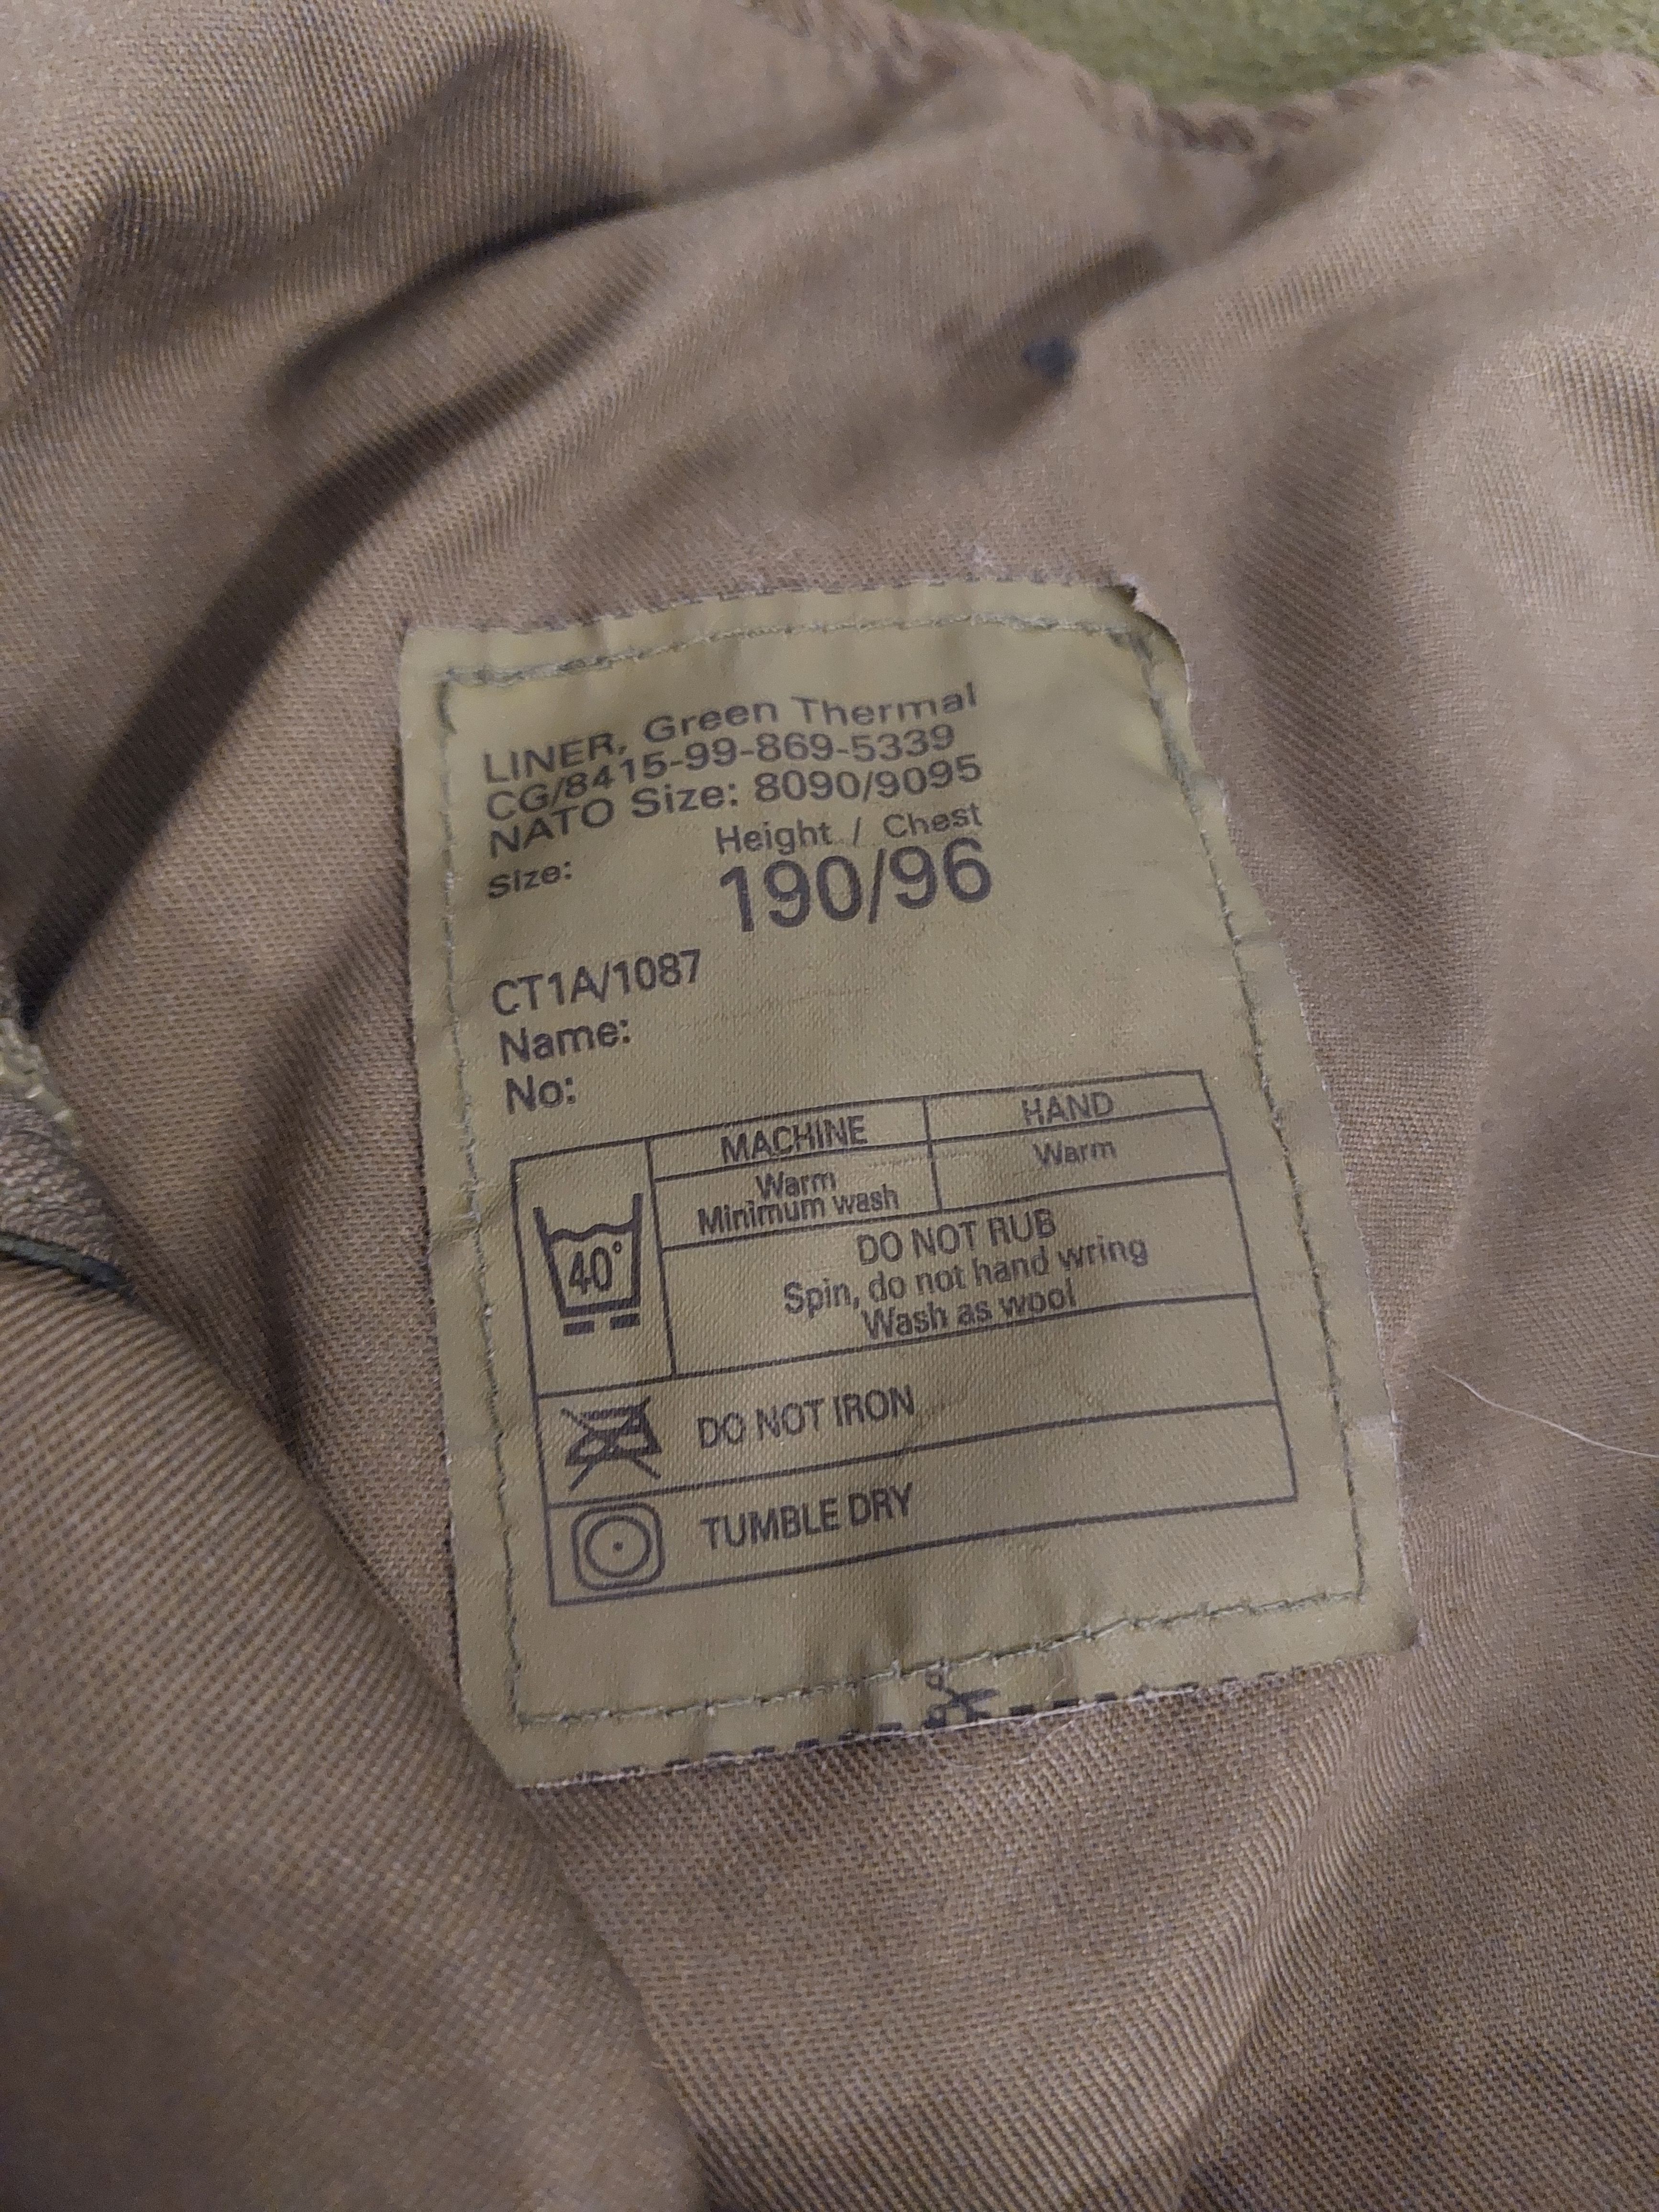 LINER, Green Thermal
CG/8415-99-869-5339
NATO Size: 8090/9095
Height / Chest
Size: 190/96
CT1A/1087
Name:
No:
MACHINE HAND
Warm Warm
Minimum wash
40°
DO NOT RUB
Spin, do not hand wring
Wash as wool
DO NOT IRON
TUMBLE DRY